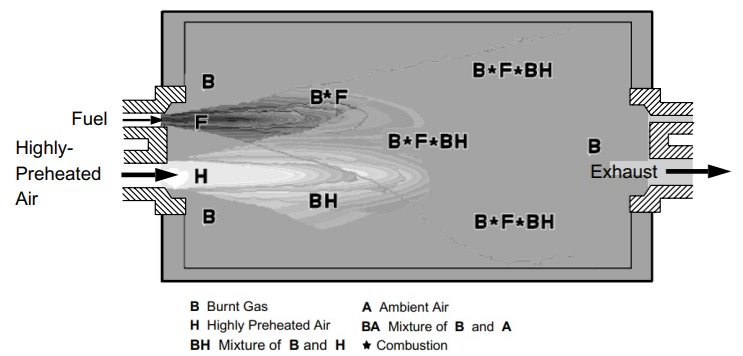 B
B★F★BH
B★F
Fuel
F
B★F★BH
Highly-
Preheated
Air
B
H
Exhaust
BH
B
B★F★BH
B Burnt Gas
A Ambient Air
H Highly Preheated Air
BA Mixture of B and A
BH Mixture of B and H
★ Combustion